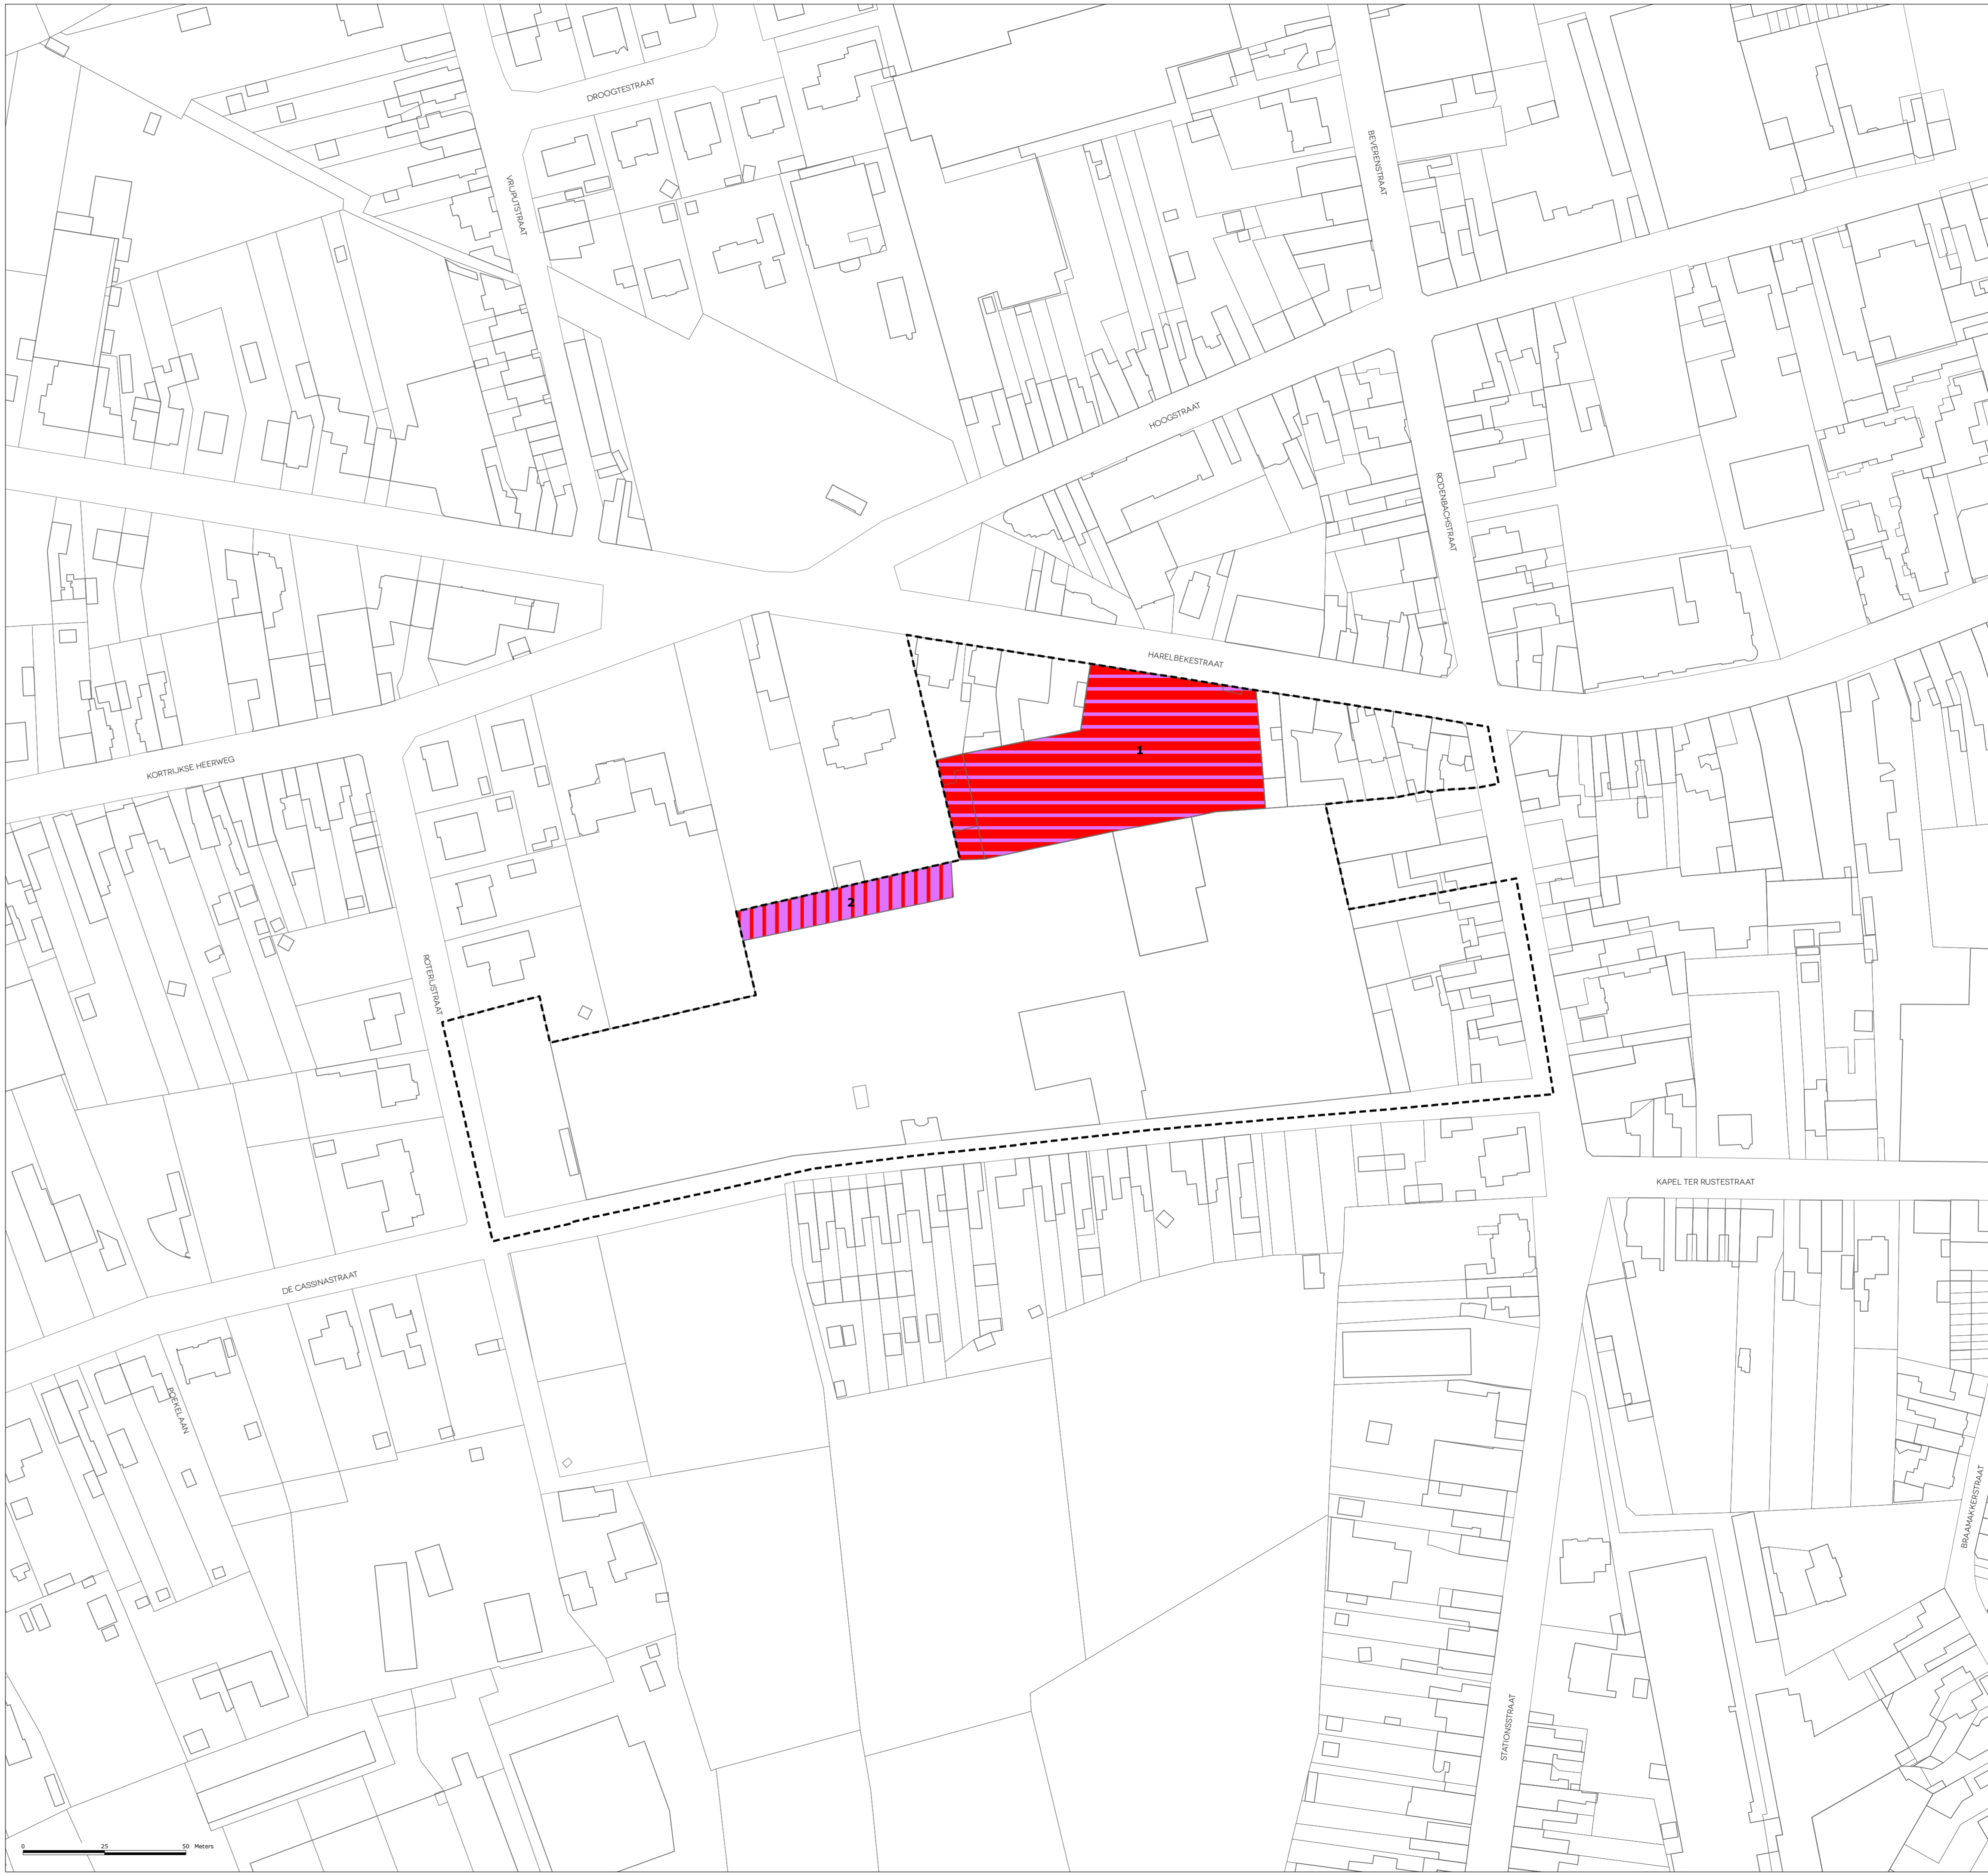 DROOGTESTRAAT
BEVERENSTRAAT
VRIJPUTSTRAAT
HOOGSTRAAT
RODENBACHSTRAAT
HARELBEKESTRAAT
1
KORTRIJKSE HEERWEG
2
ROTERIJSTRAAT
KAPEL TER RUSTESTRAAT
DE CASSINASTRAAT
POEKELAAN
BRAAMAKKERSTRAAT
STATIONSSTRAAT
0 25 50 Meters